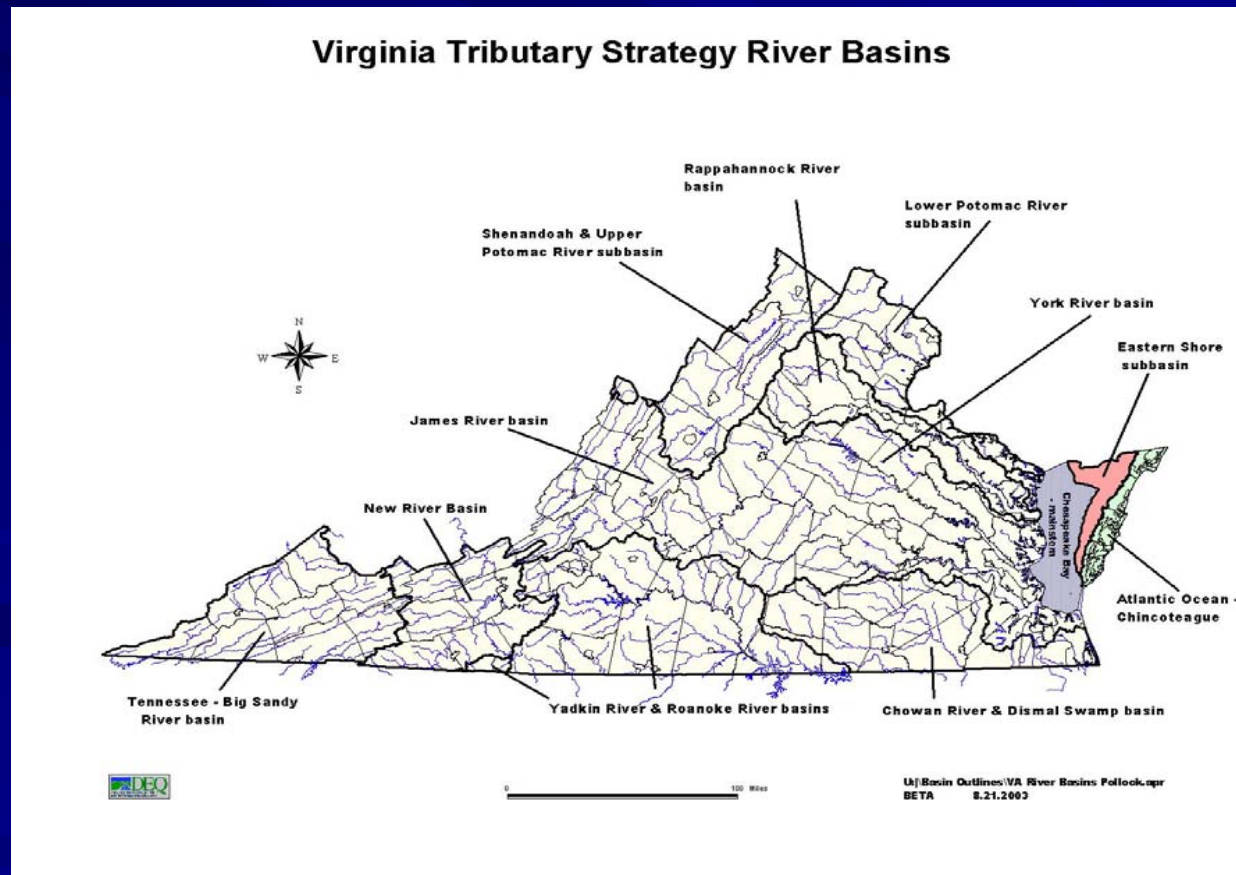 Virginia Tributary Strategy River Basins
Rappahannock River
basin
Lower Potomac River
subbasin
Shenandoah & Upper
Potomac River subbasin
York River basin
N
W E
S
Eastern Shore
subbasin
James River basin
New River Basin
Chesapeake Bay
- mainstem
Atlantic Ocean -
Chincoteague
Tennessee - Big Sandy
River basin
Yadkin River & Roanoke River basins
Chowan River & Dismal Swamp basin
DEQ
0 100 Miles
Outlines\VA River Basins Pollock.apr
BETA 8.21.2003